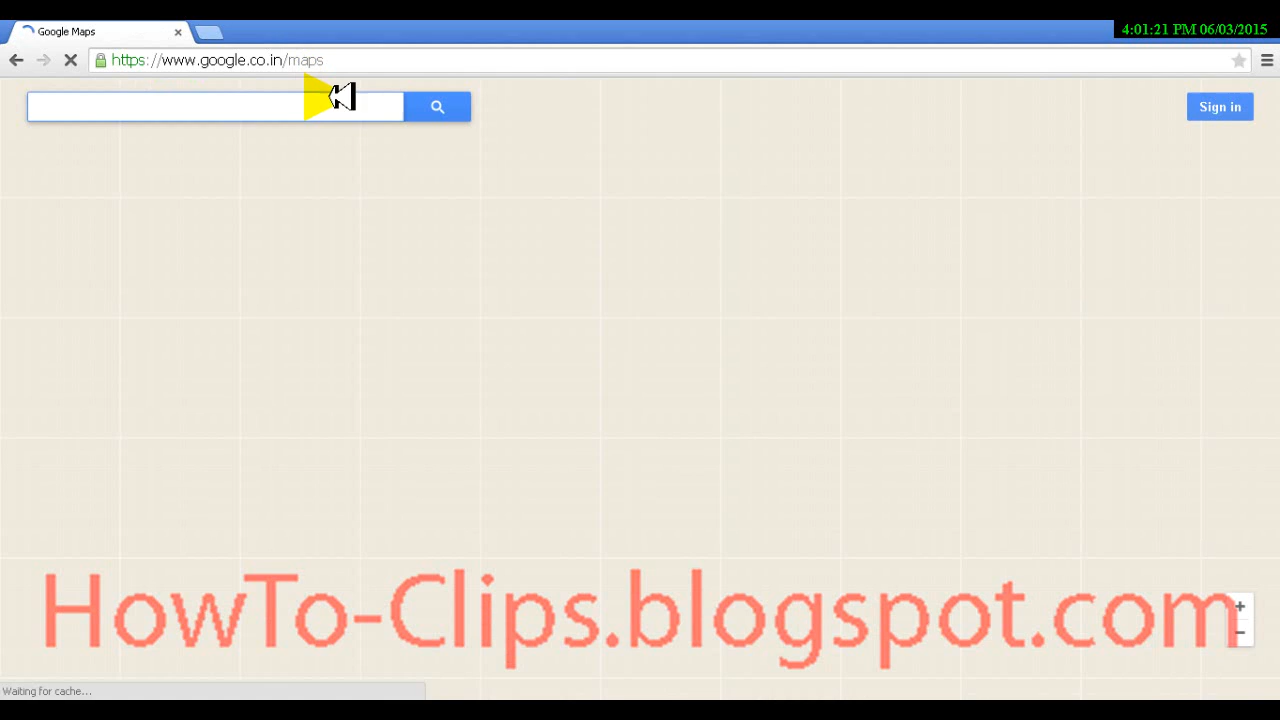 Google Maps
4:01:21 PM 06/03/2015
https://www.google.co.in/maps
Sign in
HowTo-Clips.blogspot.com
Waiting for cache...